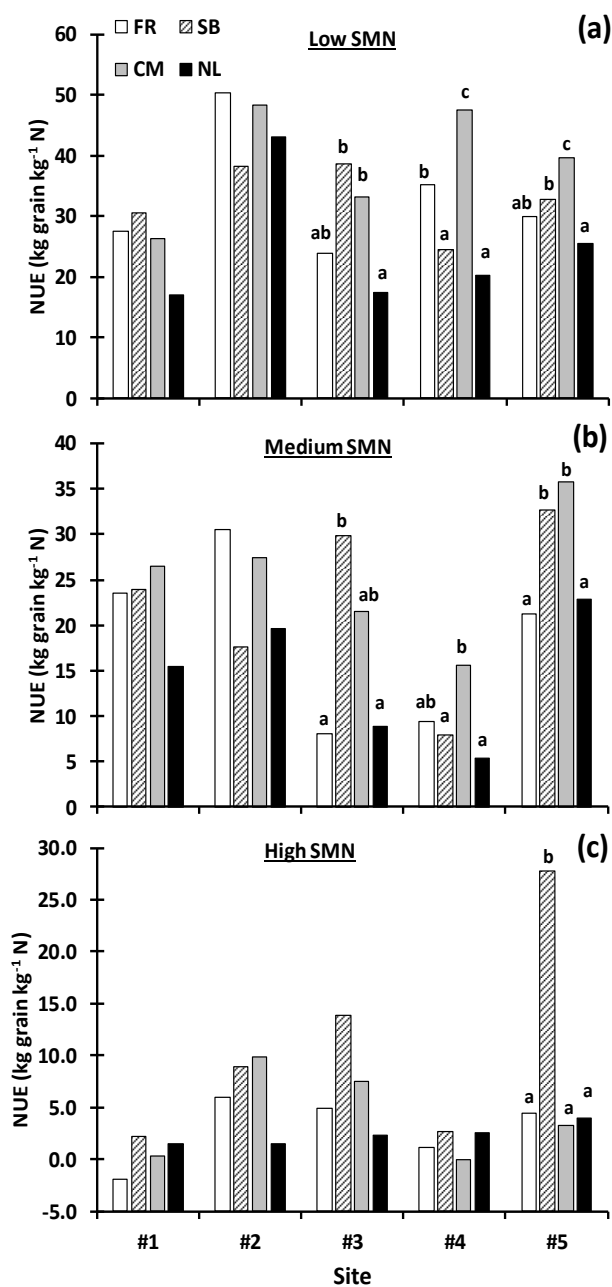 (a)
FR SB
CM NL
Low SMN
NUE (kg grain kg-1 N)
60
50
40
30
20
10
0
ab b b a
b a c a
ab b c a
(b)
Medium SMN
NUE (kg grain kg-1 N)
40
35
30
25
20
15
10
5
0
a b ab a
ab a b a
a b b a
(c)
High SMN
NUE (kg grain kg-1 N)
30.0
25.0
20.0
15.0
10.0
5.0
0.0
-5.0
a b a a
#1 #2 #3 #4 #5
Site